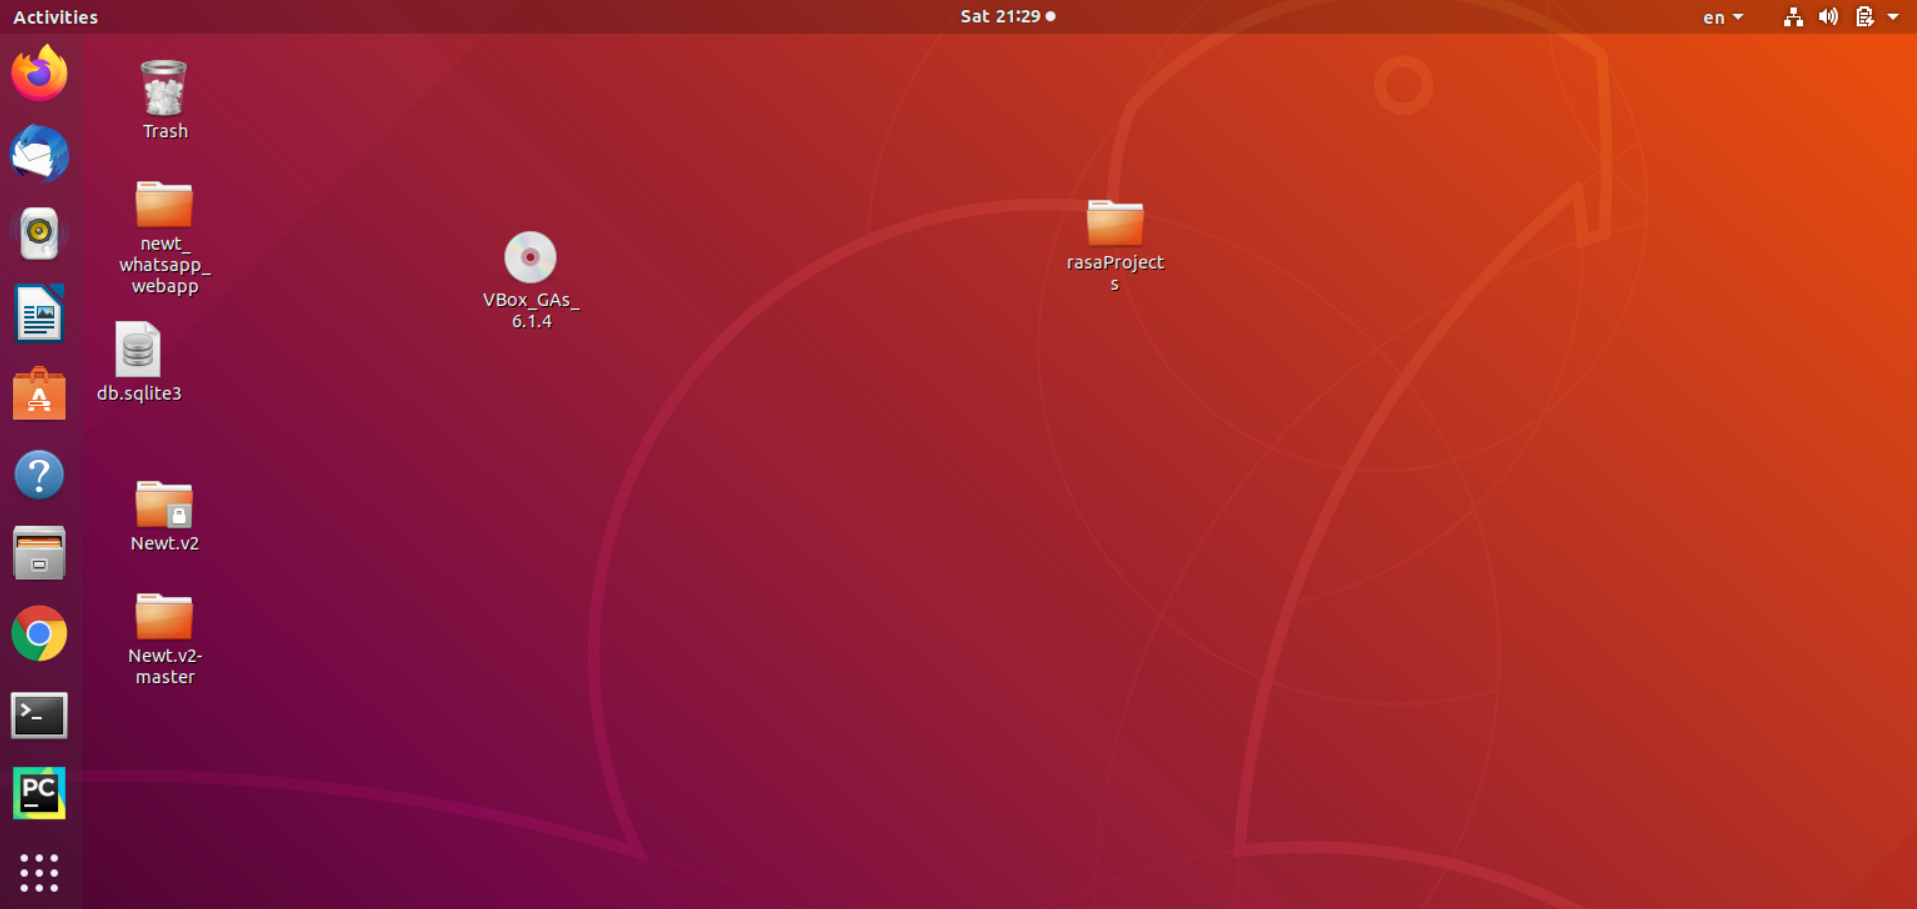 Activities
Sat 21:29
en
Trash
newt_
whatsapp_
webapp
VBox_GAs_
6.1.4
rasaProject
s
db.sqlite3
A
?
Newt.v2
Newt.v2-
master
>_
PC